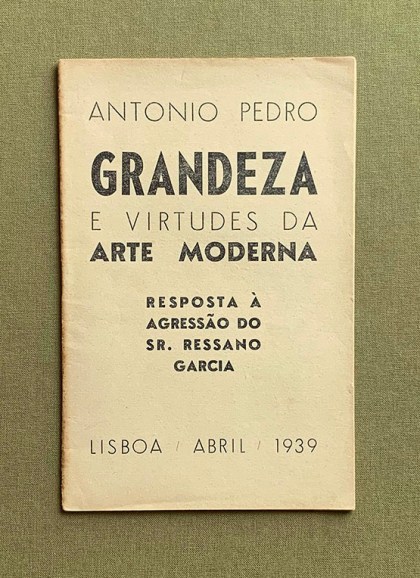 ANTONIO PEDRO
GRANDEZA
E VIRTUDES DA
ARTE MODERNA
RESPOSTA À
AGRESSÃO DO
SR. RESSANO
GARCIA
LISBOA / ABRIL / 1939